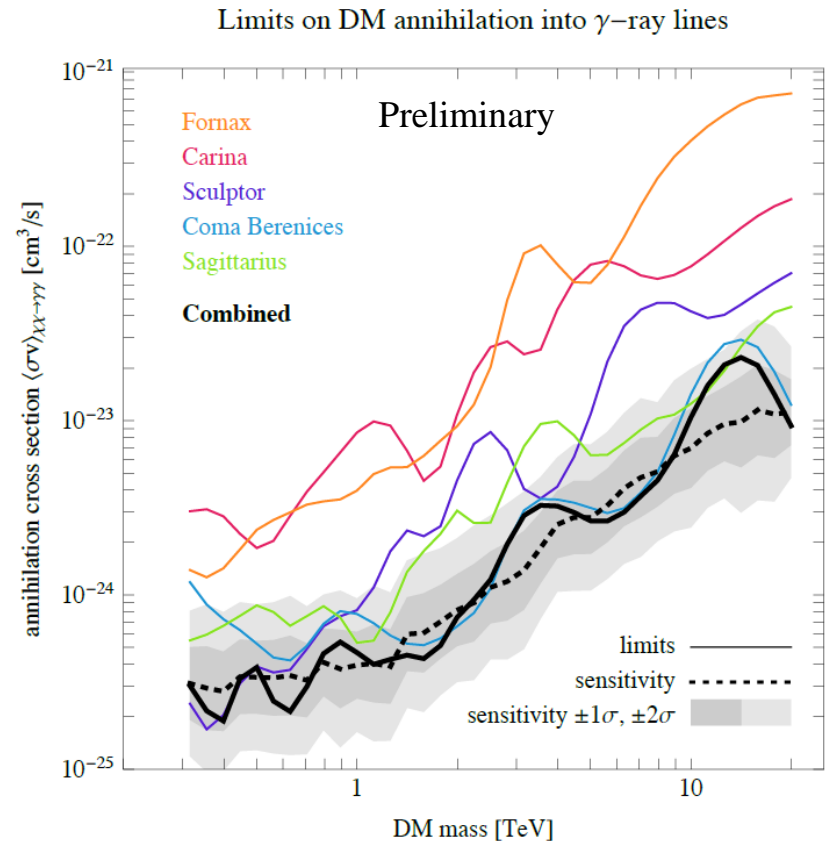 Limits on DM annihilation into γ−ray lines
Preliminary
Fornax
Carina
Sculptor
Coma Berenices
Sagittarius
Combined
annihilation cross section ⟨σv⟩χχ→γγ [cm³/s]
10⁻²¹
10⁻²²
10⁻²³
10⁻²⁴
10⁻²⁵
limits
sensitivity
sensitivity ±1σ, ±2σ
1
10
DM mass [TeV]